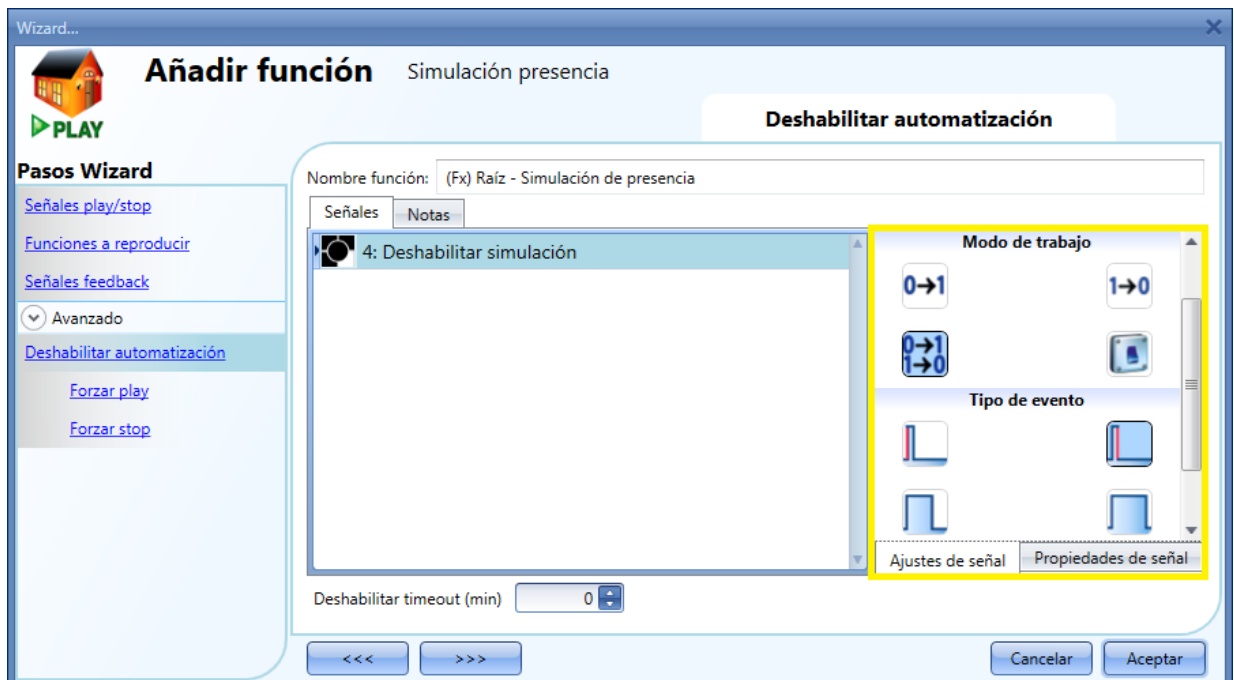 Wizard...
Añadir función Simulación presencia
PLAY
Deshabilitar automatización
Pasos Wizard
Señales play/stop
Funciones a reproducir
Señales feedback
Avanzado
Deshabilitar automatización
Forzar play
Forzar stop
Nombre función: (Fx) Raíz - Simulación de presencia
Señales Notas
4: Deshabilitar simulación
Modo de trabajo
0→1 1→0
0→1
1→0
Tipo de evento
Ajustes de señal Propiedades de señal
Deshabilitar timeout (min) 0
<<< >>> Cancelar Aceptar